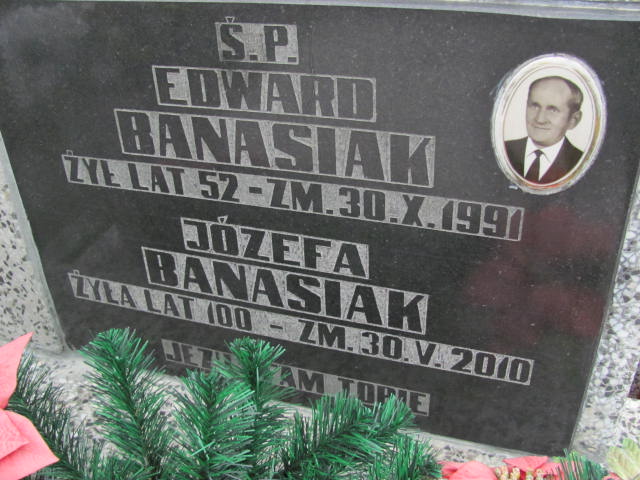 Ś.P.
EDWARD
BANASIAK
ŻYŁ LAT 52 - ZM. 30.X.1991
JÓZEFA
BANASIAK
ŻYŁA LAT 100 - ZM. 30.V.2010
TOBIE